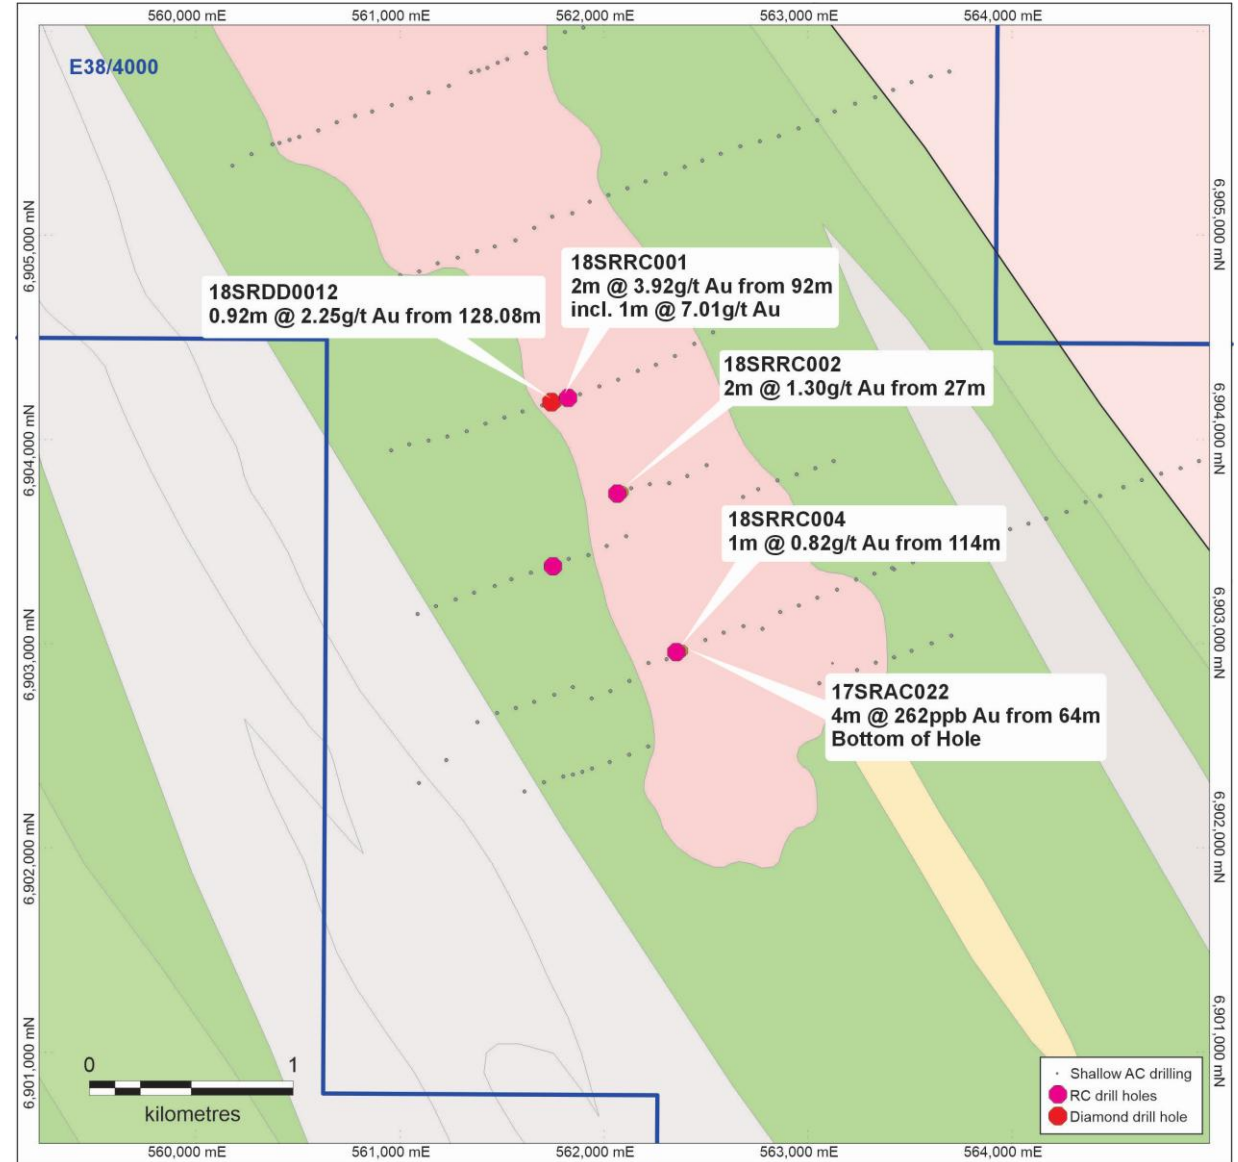 560,000 mE
561,000 mE
562,000 mE
563,000 mE
564,000 mE
E38/4000
6,905,000 mN
6,905,000 mN
18SRRC001
2m @ 3.92g/t Au from 92m
incl. 1m @ 7.01g/t Au
18SRDD0012
0.92m @ 2.25g/t Au from 128.08m
18SRRC002
2m @ 1.30g/t Au from 27m
6,904,000 mN
6,904,000 mN
18SRRC004
1m @ 0.82g/t Au from 114m
6,903,000 mN
6,903,000 mN
17SRAC022
4m @ 262ppb Au from 64m
Bottom of Hole
6,902,000 mN
6,902,000 mN
6,901,000 mN
6,901,000 mN
0
1
kilometres
Shallow AC drilling
RC drill holes
Diamond drill hole
560,000 mE
561,000 mE
562,000 mE
563,000 mE
564,000 mE